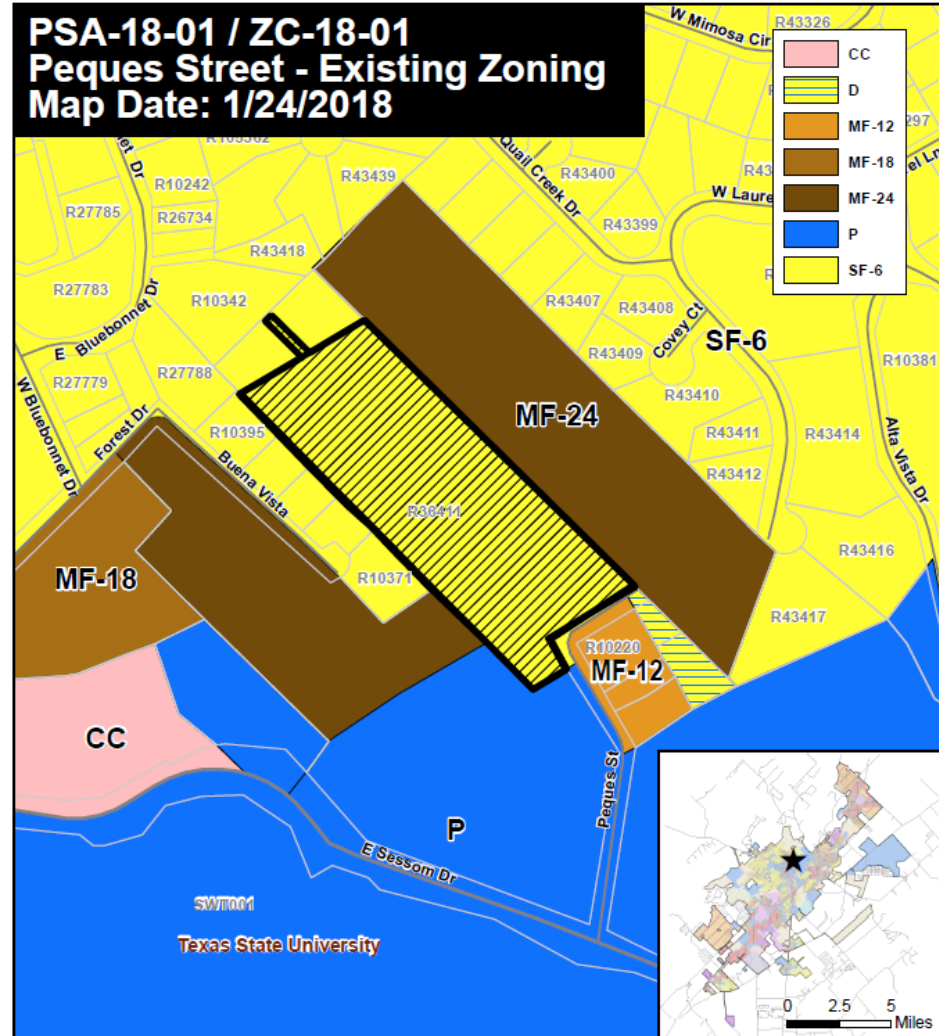 PSA-18-01 / ZC-18-01
Peques Street - Existing Zoning
Map Date: 1/24/2018
W Mimosa Cir
R43326
CC
D
MF-12
MF-18
MF-24
P
SF-6
R105362
R10242
R27785
R26734
R43439
Quail Creek Dr
R43400
R43399
R43418
R27783
R10342
E Bluebonnet Dr
R43407
R43408
Covey Ct
SF-6
R43409
R10381
R27779
R27788
W Bluebonnet Dr
R43410
MF-24
Forest Dr
R10395
R43411
R43414
Alta Vista Dr
Buena Vista
R43412
R36411
R43416
MF-18
R10371
R43417
R10220
MF-12
CC
Peques St
P
E Sessom Dr
SWT001
Texas State University
0 2.5 5
Miles